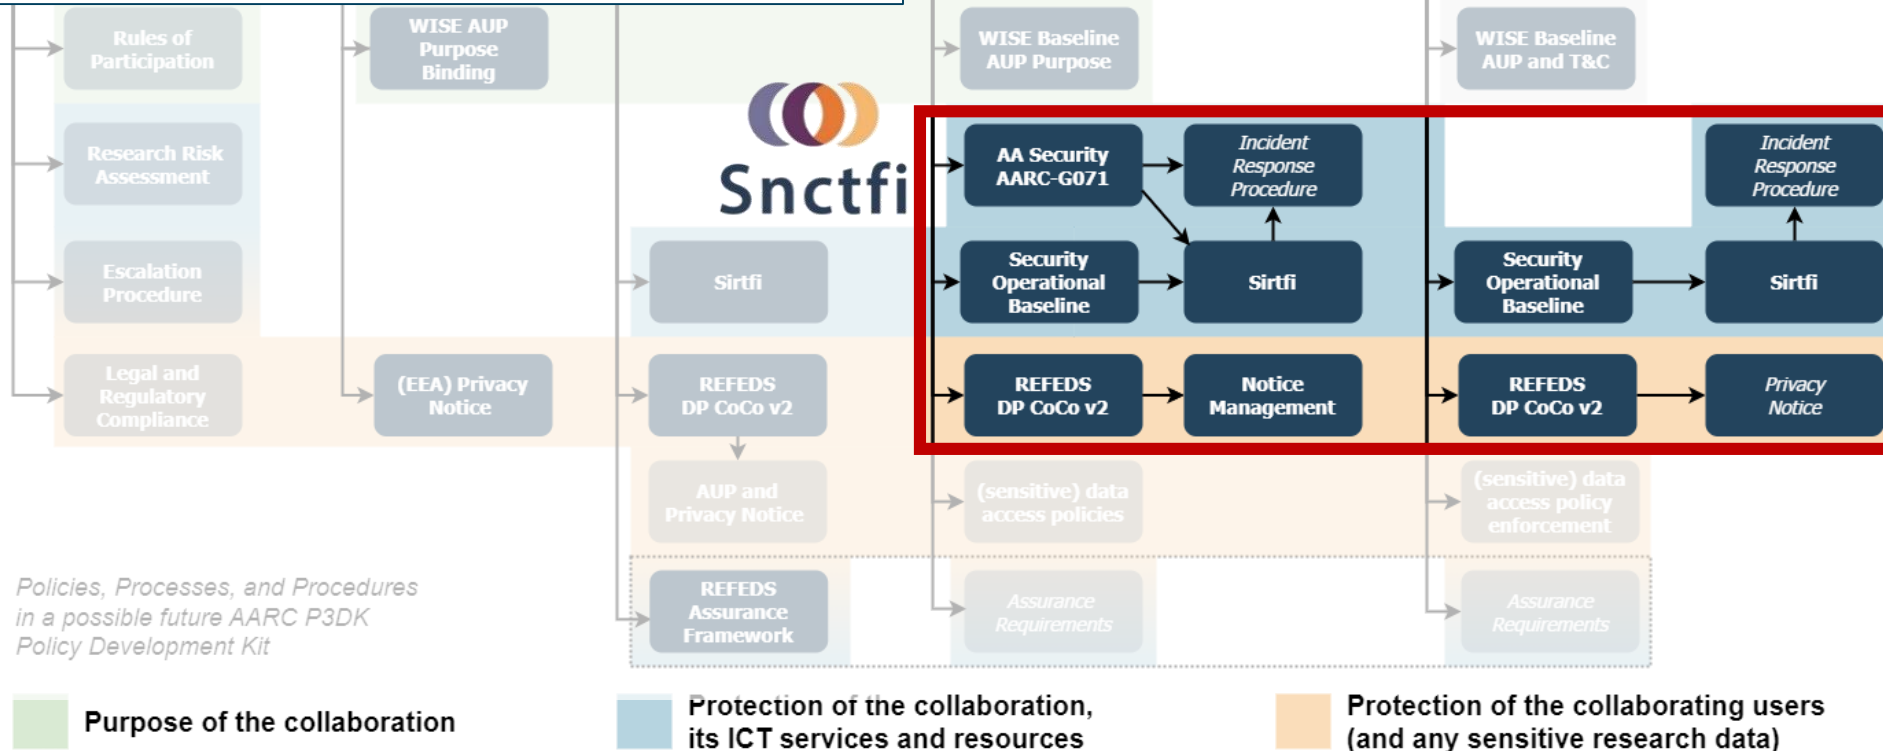 Rules of
Participation
WISE AUP
Purpose
Binding
WISE Baseline
AUP Purpose
WISE Baseline
AUP and T&C
Snctfi
Research Risk
Assessment
AA Security
AARC-G071
Incident
Response
Procedure
Incident
Response
Procedure
Escalation
Procedure
Sirtfi
Security
Operational
Baseline
Sirtfi
Security
Operational
Baseline
Sirtfi
Legal and
Regulatory
Compliance
(EEA) Privacy
Notice
REFEDS
DP CoCo v2
REFEDS
DP CoCo v2
Notice
Management
REFEDS
DP CoCo v2
Privacy
Notice
AUP and
Privacy Notice
(sensitive) data
access policies
(sensitive) data
access policy
enforcement
Policies, Processes, and Procedures
in a possible future AARC P3DK
Policy Development Kit
REFEDS
Assurance
Framework
Assurance
Requirements
Assurance
Requirements
Purpose of the collaboration
Protection of the collaboration,
its ICT services and resources
Protection of the collaborating users
(and any sensitive research data)